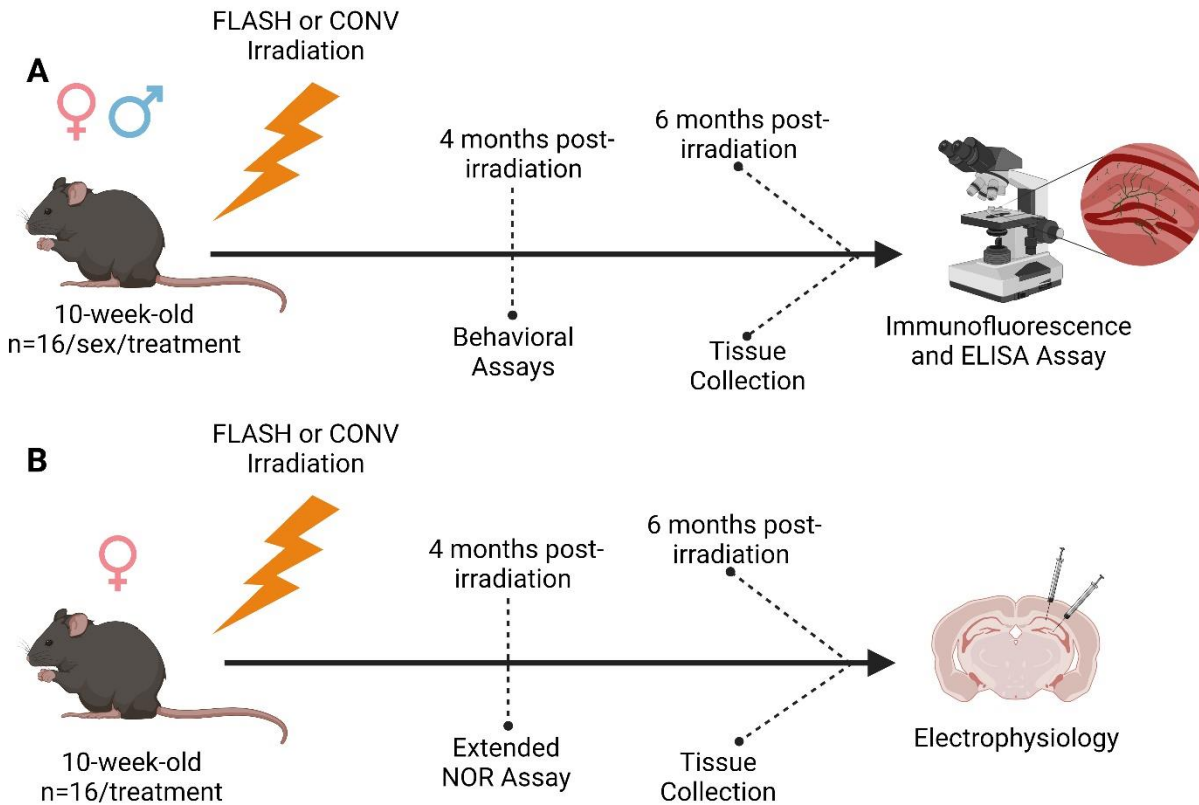 A
FLASH or CONV
Irradiation
4 months post-
irradiation
6 months post-
irradiation
10-week-old
n=16/sex/treatment
Behavioral
Assays
Tissue
Collection
Immunofluorescence
and ELISA Assay
B
FLASH or CONV
Irradiation
4 months post-
irradiation
6 months post-
irradiation
10-week-old
n=16/treatment
Extended
NOR Assay
Tissue
Collection
Electrophysiology